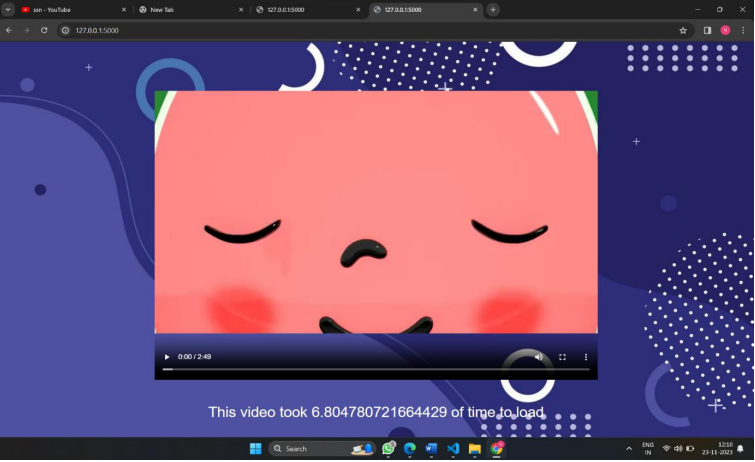 ssn - YouTube
New Tab
127.0.0.1:5000
127.0.0.1:5000
127.0.0.1:5000
V
0:00 / 2:49
This video took 6.804780721664429 of time to load
Search
ENG
IN
12:10
23-11-2023